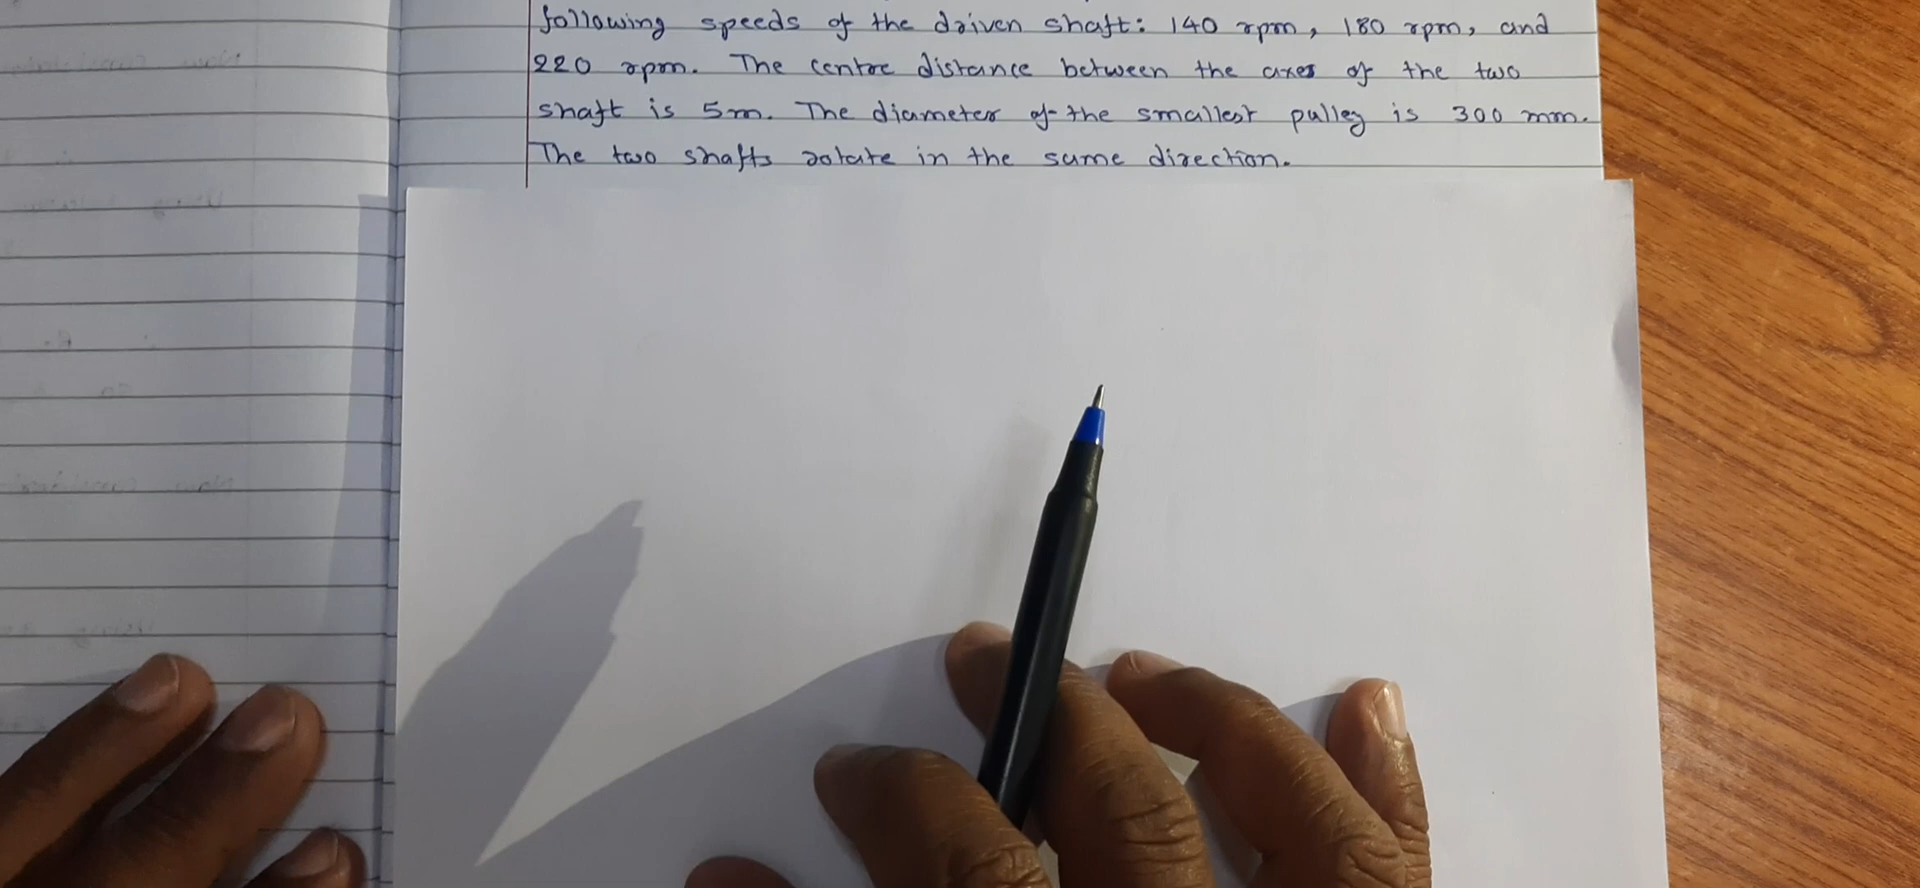 following speeds of the driven shaft: 140 rpm, 180 rpm, and
220 rpm. The centre distance between the axes of the two
shaft is 5m. The diameter of the smallest pulley is 300 mm.
The two shafts rotate in the same direction.